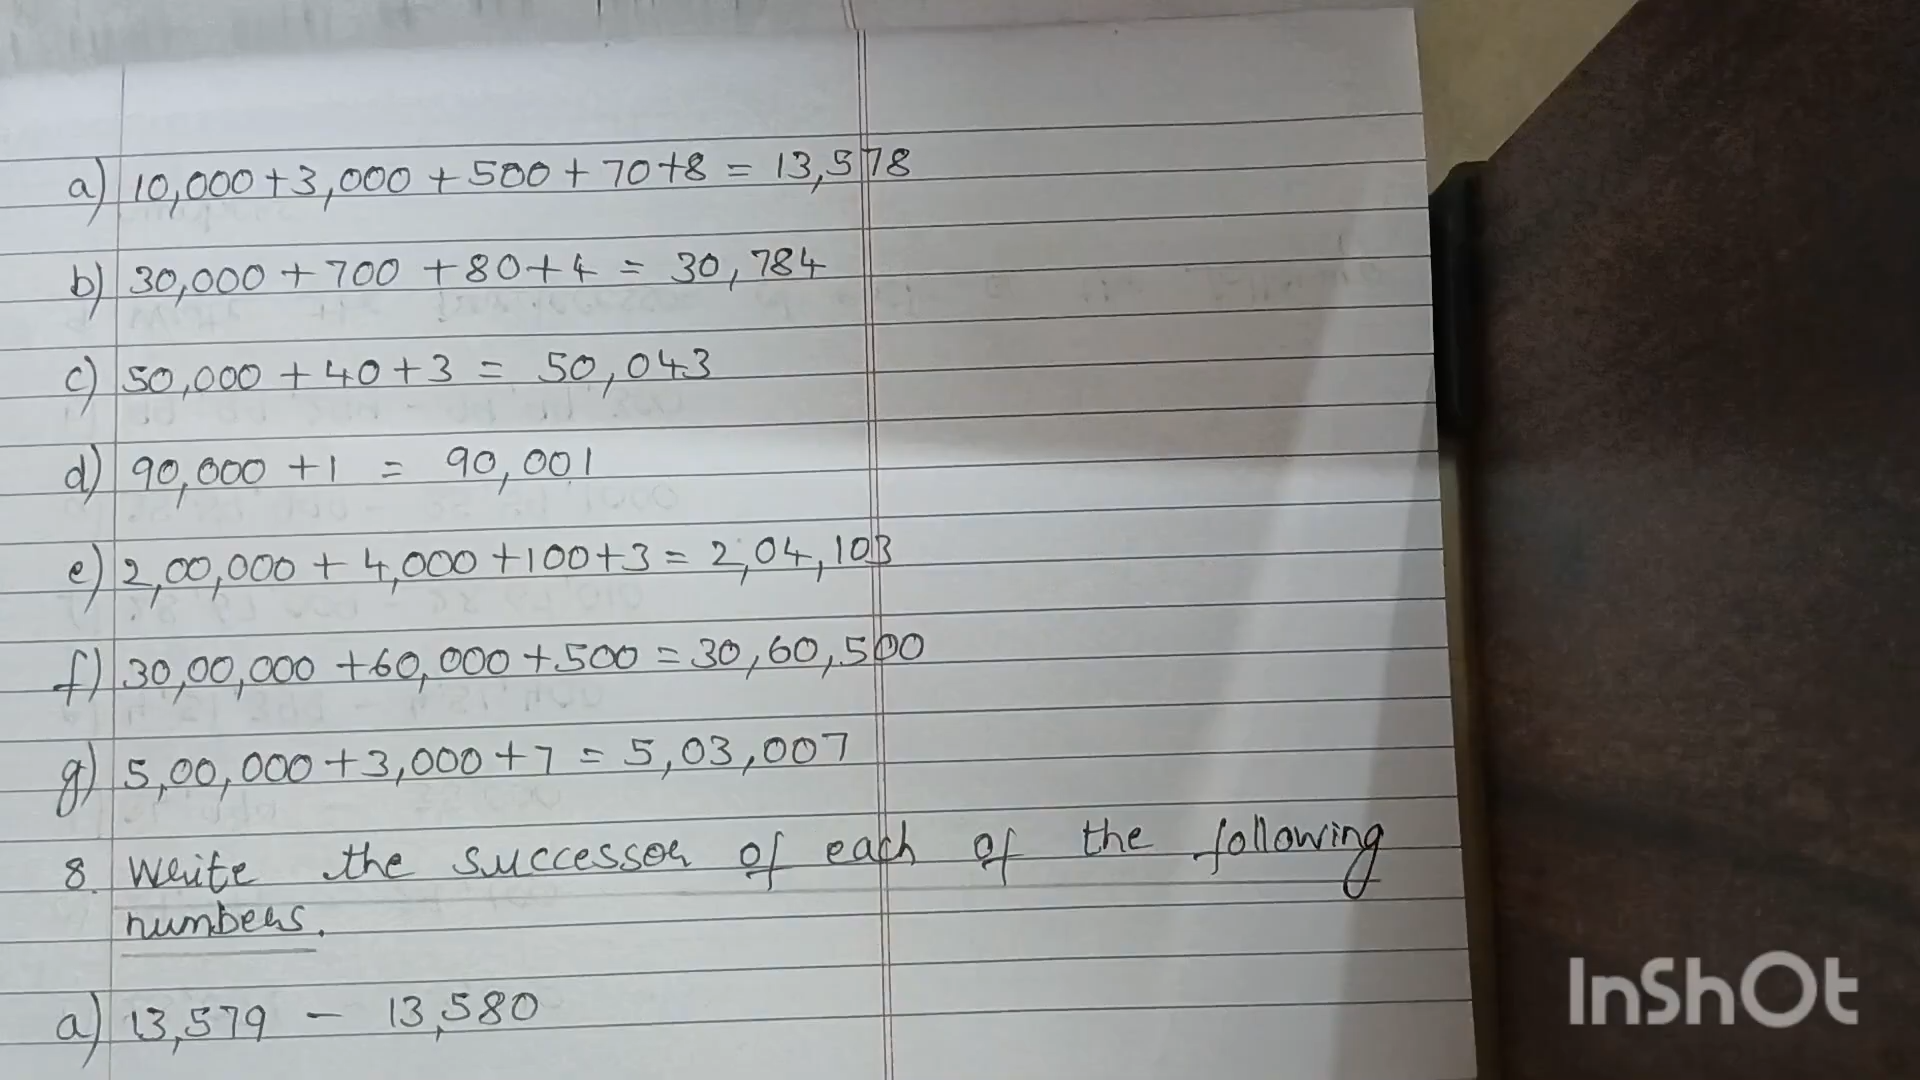 a) 10,000+3,000+500+70+8 = 13,578
b) 30,000+700+80+4 = 30,784
c) 50,000+40+3 = 50,043
d) 90,000+1 = 90,001
e) 2,00,000+4,000+100+3=2,04,103
f) 30,00,000+60,000+500=30,60,500
g) 5,00,000+3,000+7=5,03,007
8. Write the successor of each of the following
numbers.
a) 13,579 - 13,580
InShOt